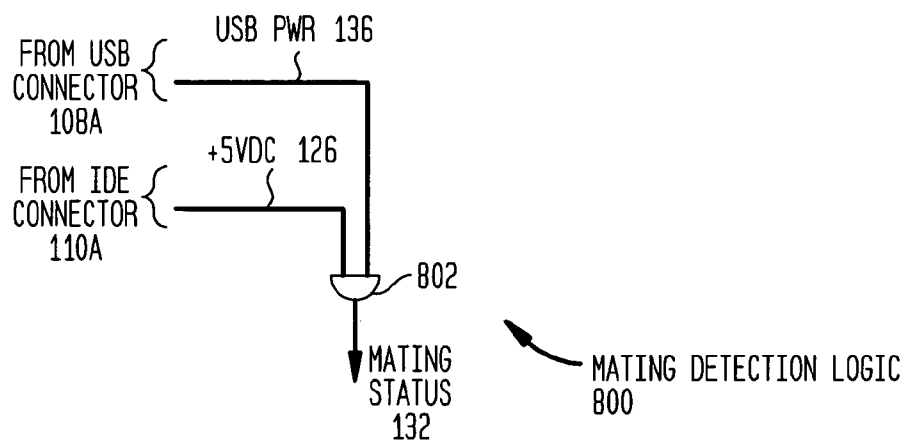 USB PWR 136
FROM USB
CONNECTOR
108A
+5VDC 126
FROM IDE
CONNECTOR
110A
802
MATING
STATUS
132
MATING DETECTION LOGIC
800